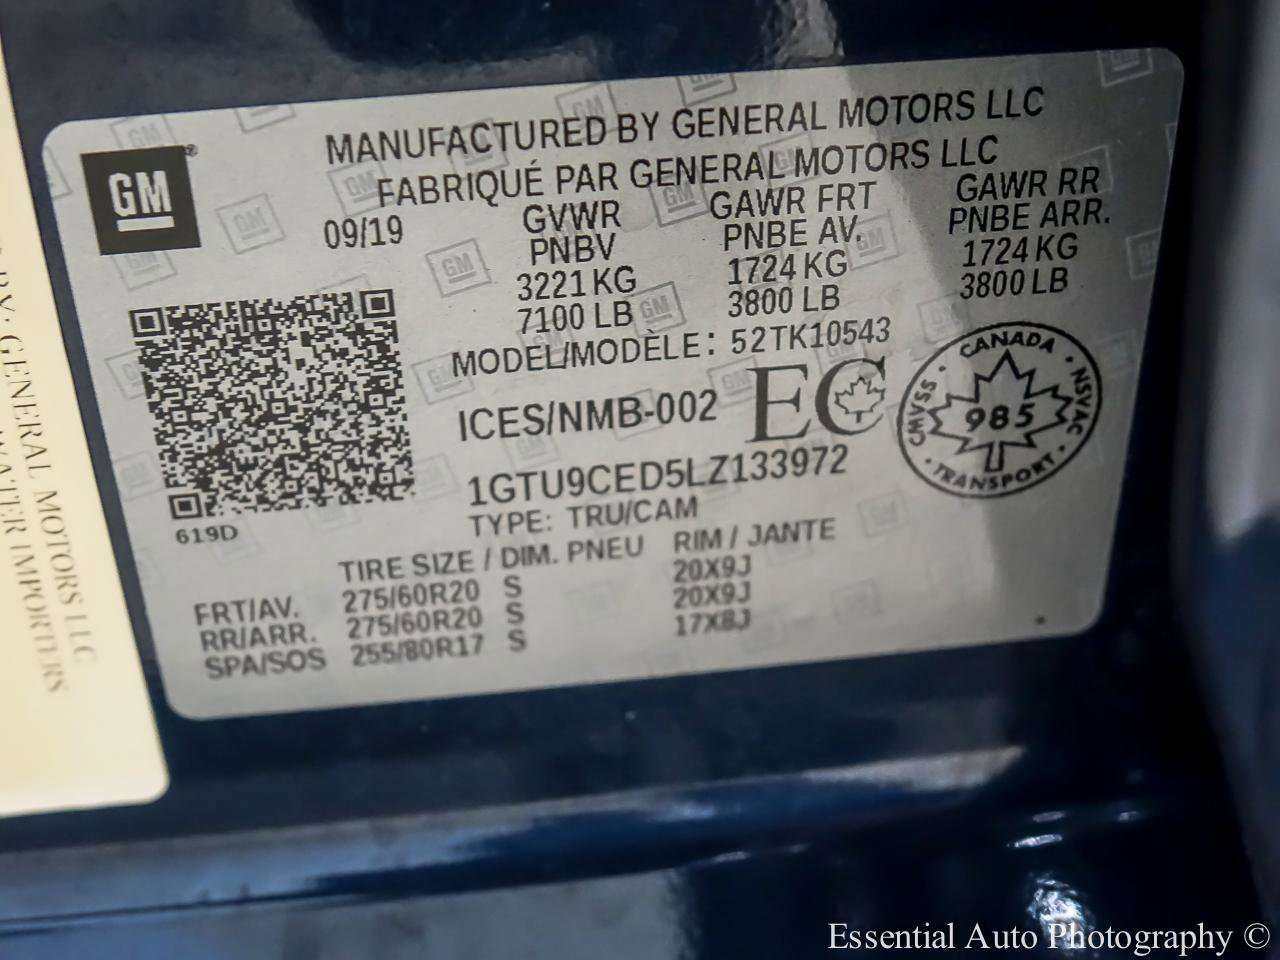 MANUFACTURED BY GENERAL MOTORS LLC
FABRIQUÉ PAR GENERAL MOTORS LLC
GM
09/19
GVWR GAWR FRT GAWR RR
PNBV PNBE AV. PNBE ARR.
3221 KG 1724 KG 1724 KG
7100 LB 3800 LB 3800 LB
MODEL/MODÈLE: 52TK10543
ICES/NMB-002 EC
CANADA
CMVSS · NSVAC
985
TRANSPORT
1GTU9CED5LZ133972
TYPE: TRU/CAM
619D
TIRE SIZE / DIM. PNEU RIM / JANTE
FRT/AV. 275/60R20 S 20X9J
RR/ARR. 275/60R20 S 20X9J
SPA/SOS 255/80R17 S 17X8J
BY: GENERAL MOTORS LLC
IMPORTERS
Essential Auto Photography ©